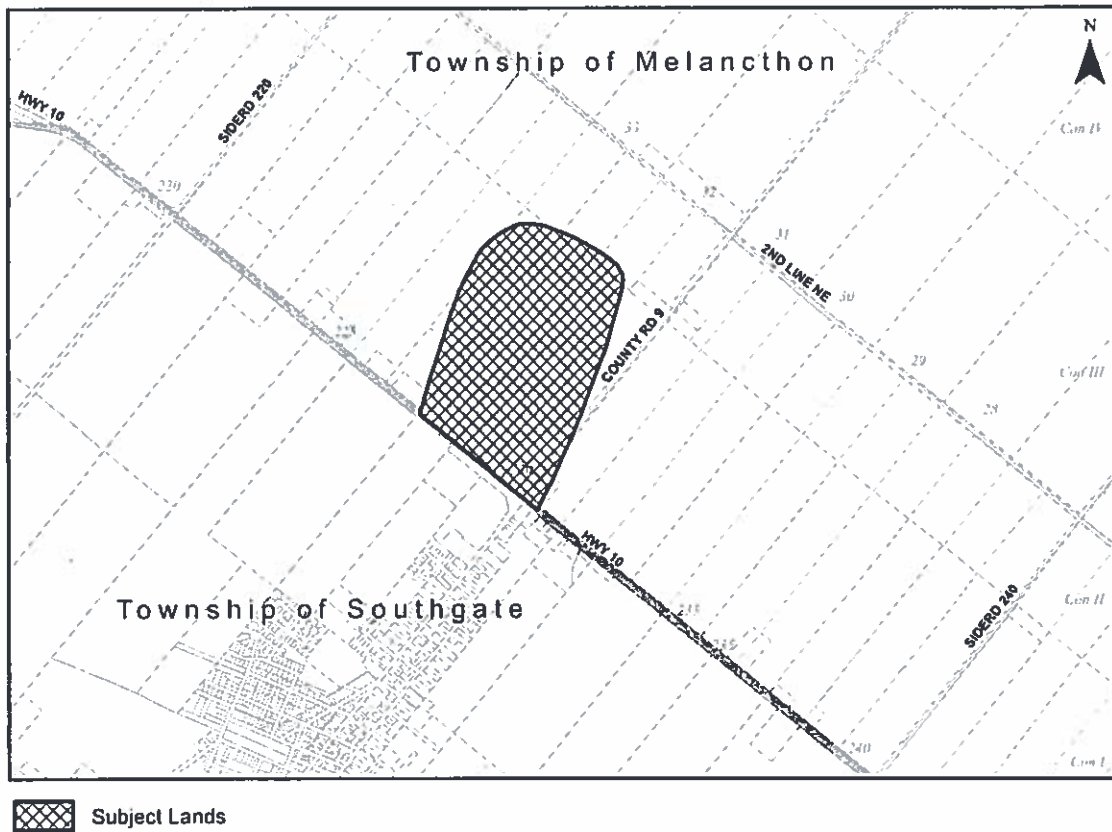 Township of Melancthon
N
HWY 10
SIDERD 220
33
Con IV
220
32
31
2ND LINE NE
30
COUNTY RD 9
29
Con III
28
HWY 10
Township of Southgate
SIDERD 240
Con II
240
Con I
Subject Lands